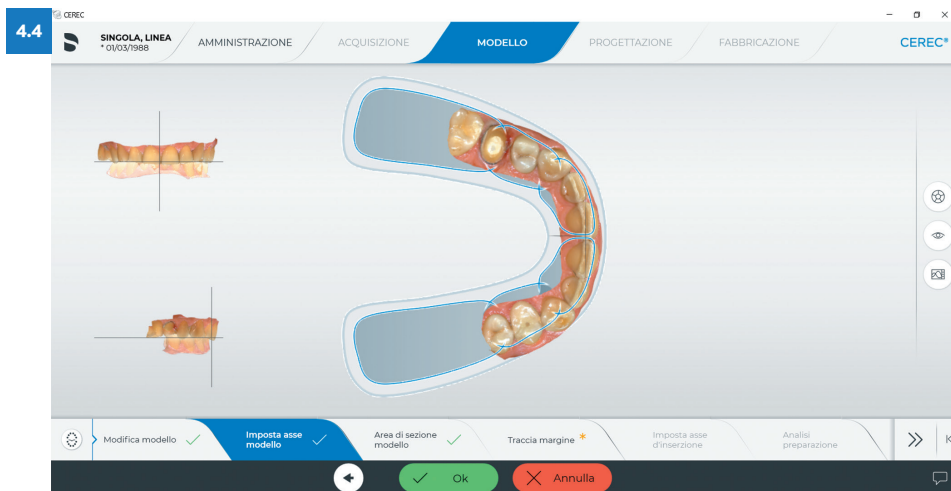 4.4
CEREC
SINGOLA, LINEA
* 01/03/1988
AMMINISTRAZIONE
ACQUISIZIONE
MODELLO
PROGETTAZIONE
FABBRICAZIONE
CEREC®
Modifica modello
Imposta asse
modello
Area di sezione
modello
Traccia margine *
Imposta asse
d'inserzione
Analisi
preparazione
Ok
Annulla